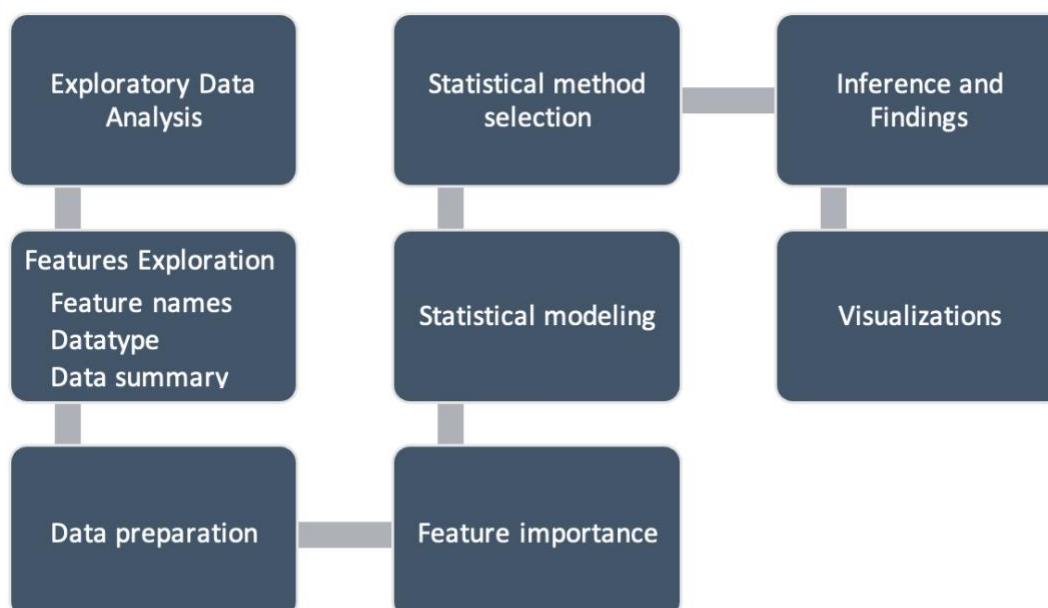 Exploratory Data
Analysis
Features Exploration
Feature names
Datatype
Data summary
Data preparation
Feature importance
Statistical modeling
Statistical method
selection
Inference and
Findings
Visualizations